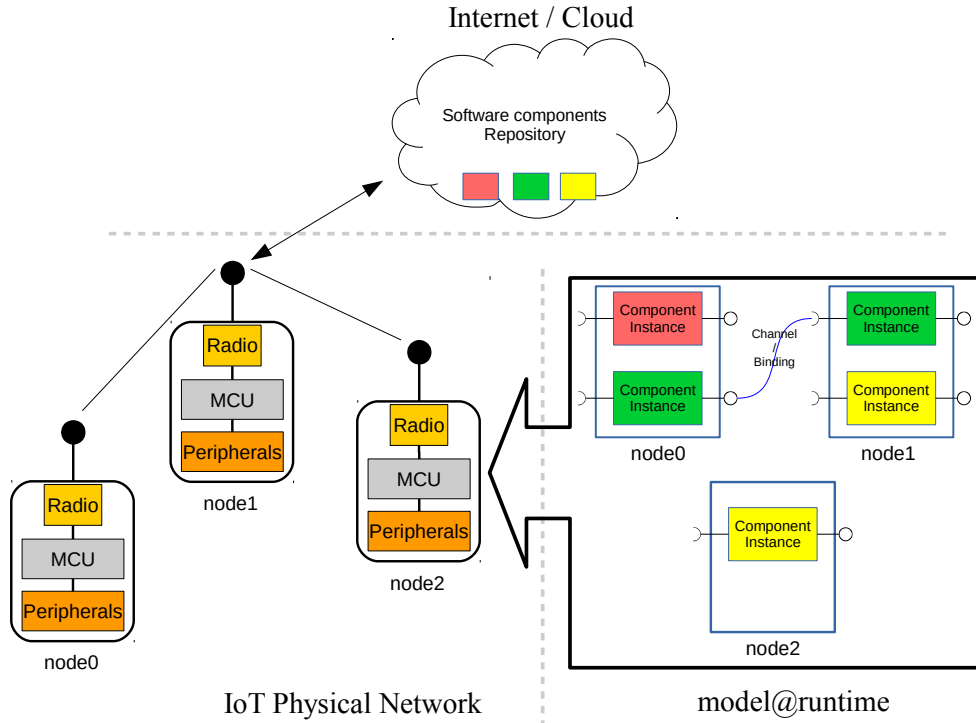 Internet / Cloud
Software components
Repository
Radio
MCU
Peripherals
node1
Radio
MCU
Peripherals
node2
Radio
MCU
Peripherals
node0
IoT Physical Network
Component
Instance
Component
Instance
node0
Channel
/
Binding
Component
Instance
Component
Instance
node1
Component
Instance
node2
model@runtime